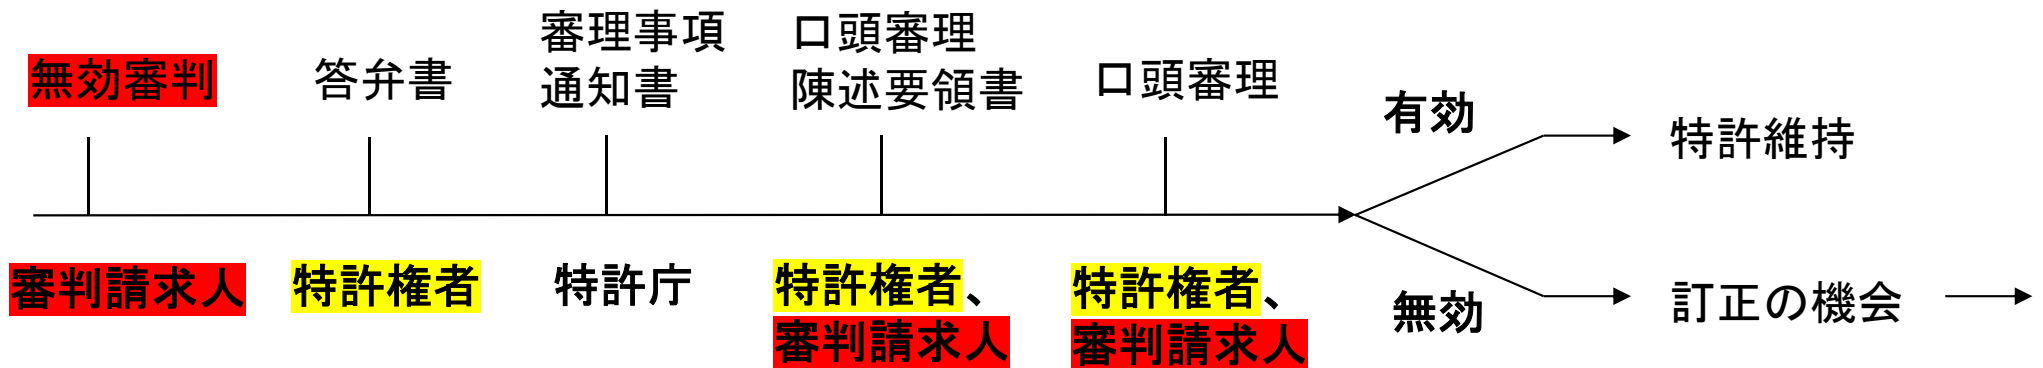 無効審判
答弁書
審理事項
通知書
口頭審理
陳述要領書
口頭審理
有効
特許維持
審判請求人
特許権者
特許庁
特許権者、
審判請求人
特許権者、
審判請求人
無効
訂正の機会